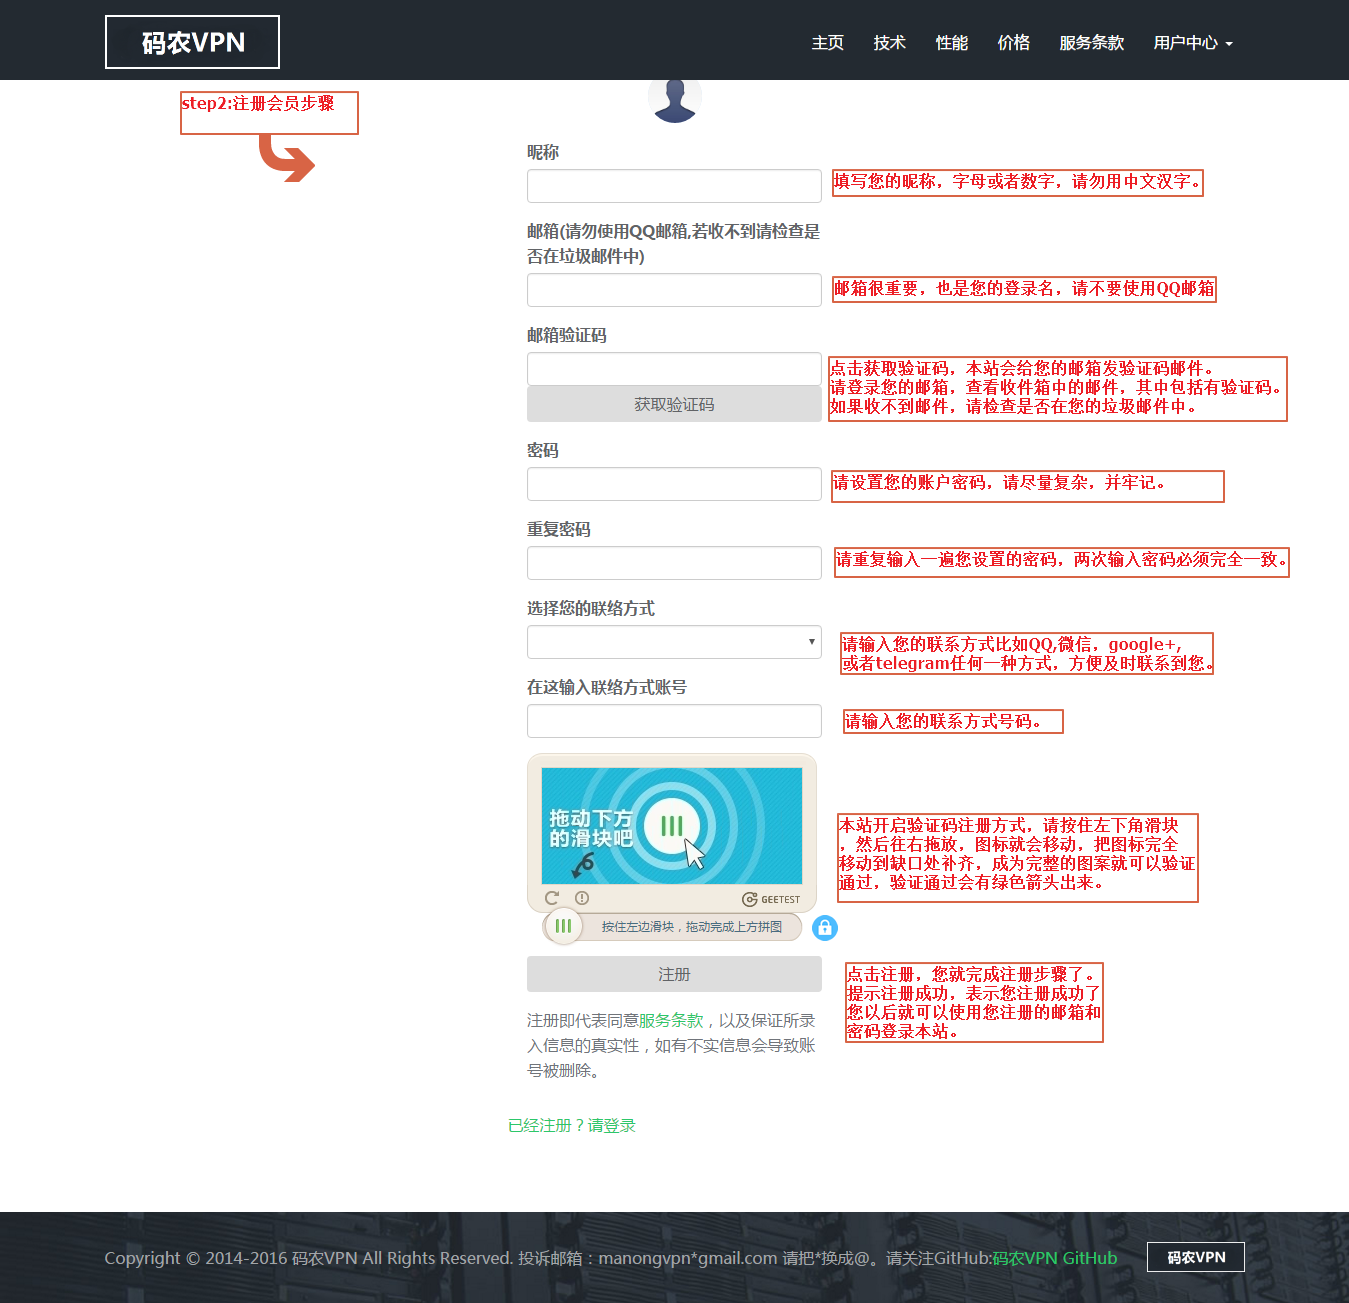 码农VPN
主页 技术 性能 价格 服务条款 用户中心
step2:注册会员步骤
昵称
填写您的昵称，字母或者数字，请勿用中文汉字。
邮箱(请勿使用QQ邮箱,若收不到请检查是
否在垃圾邮件中)
邮箱很重要，也是您的登录名，请不要使用QQ邮箱
邮箱验证码
获取验证码
点击获取验证码，本站会给您的邮箱发验证码邮件。
请登录您的邮箱，查看收件箱中的邮件，其中包括有验证码。
如果收不到邮件，请检查是否在您的垃圾邮件中。
密码
请设置您的账户密码，请尽量复杂，并牢记。
重复密码
请重复输入一遍您设置的密码，两次输入密码必须完全一致。
选择您的联络方式
请输入您的联系方式比如QQ,微信，google+,
或者telegram任何一种方式，方便及时联系到您。
在这输入联络方式账号
请输入您的联系方式号码。
拖动下方
的滑块吧
GEETEST
按住左边滑块，拖动完成上方拼图
本站开启验证码注册方式，请按住左下角滑块
，然后往右拖放，图标就会移动，把图标完全
移动到缺口处补齐，成为完整的图案就可以验证
通过，验证通过会有绿色箭头出来。
注册
点击注册，您就完成注册步骤了。
提示注册成功，表示您注册成功了
您以后就可以使用您注册的邮箱和
密码登录本站。
注册即代表同意服务条款，以及保证所录
入信息的真实性，如有不实信息会导致账
号被删除。
已经注册？请登录
Copyright © 2014-2016 码农VPN All Rights Reserved. 投诉邮箱：manongvpn*gmail.com 请把*换成@。请关注GitHub:码农VPN GitHub
码农VPN